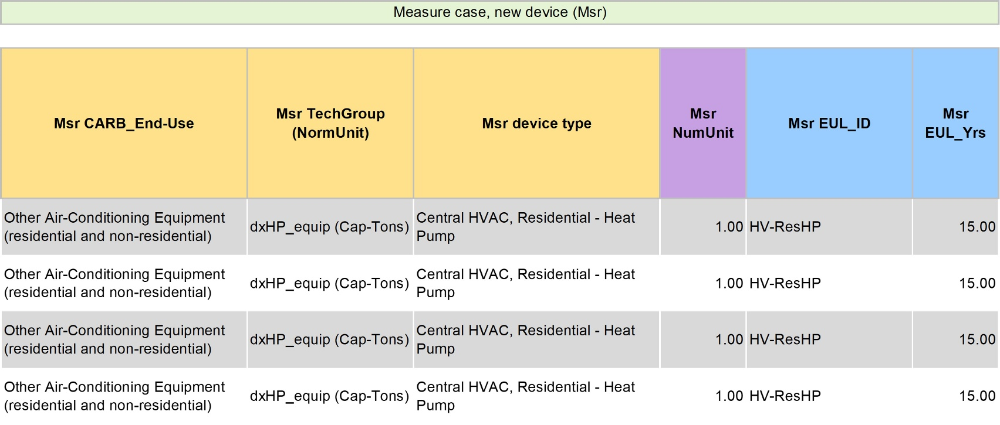 Measure case, new device (Msr)
Msr CARB_End-Use
Msr TechGroup
(NormUnit)
Msr device type
Msr
NumUnit
Msr EUL_ID
Msr
EUL_Yrs
Other Air-Conditioning Equipment
(residential and non-residential)
dxHP_equip (Cap-Tons)
Central HVAC, Residential - Heat
Pump
1.00
HV-ResHP
15.00
Other Air-Conditioning Equipment
(residential and non-residential)
dxHP_equip (Cap-Tons)
Central HVAC, Residential - Heat
Pump
1.00
HV-ResHP
15.00
Other Air-Conditioning Equipment
(residential and non-residential)
dxHP_equip (Cap-Tons)
Central HVAC, Residential - Heat
Pump
1.00
HV-ResHP
15.00
Other Air-Conditioning Equipment
(residential and non-residential)
dxHP_equip (Cap-Tons)
Central HVAC, Residential - Heat
Pump
1.00
HV-ResHP
15.00